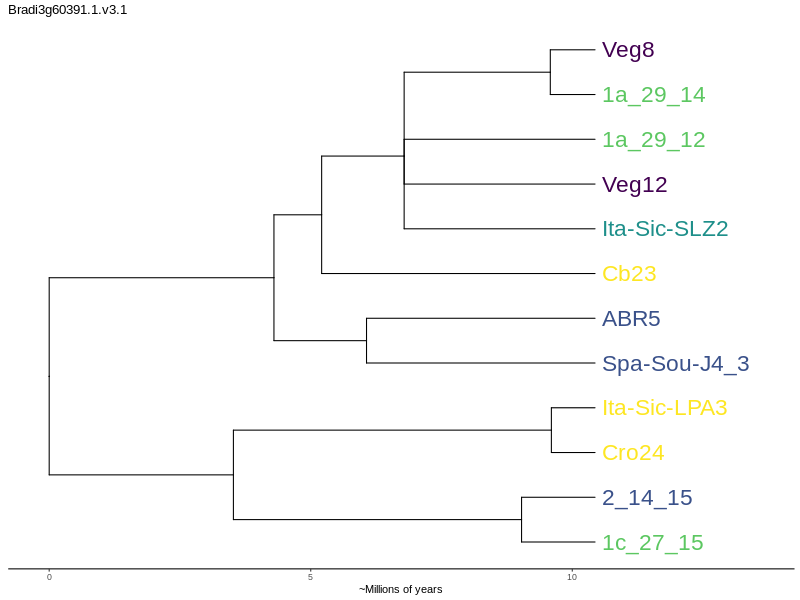 Bradi3g60391.1.v3.1
Veg8
1a_29_14
1a_29_12
Veg12
Ita-Sic-SLZ2
Cb23
ABR5
Spa-Sou-J4_3
Ita-Sic-LPA3
Cro24
2_14_15
1c_27_15
0 5 10
~Millions of years